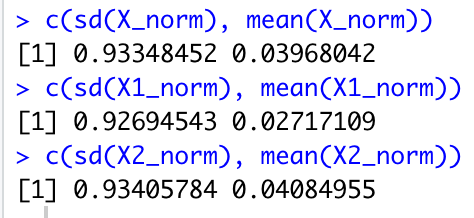 > c(sd(X_norm), mean(X_norm))
[1] 0.93348452 0.03968042
> c(sd(X1_norm), mean(X1_norm))
[1] 0.92694543 0.02717109
> c(sd(X2_norm), mean(X2_norm))
[1] 0.93405784 0.04084955